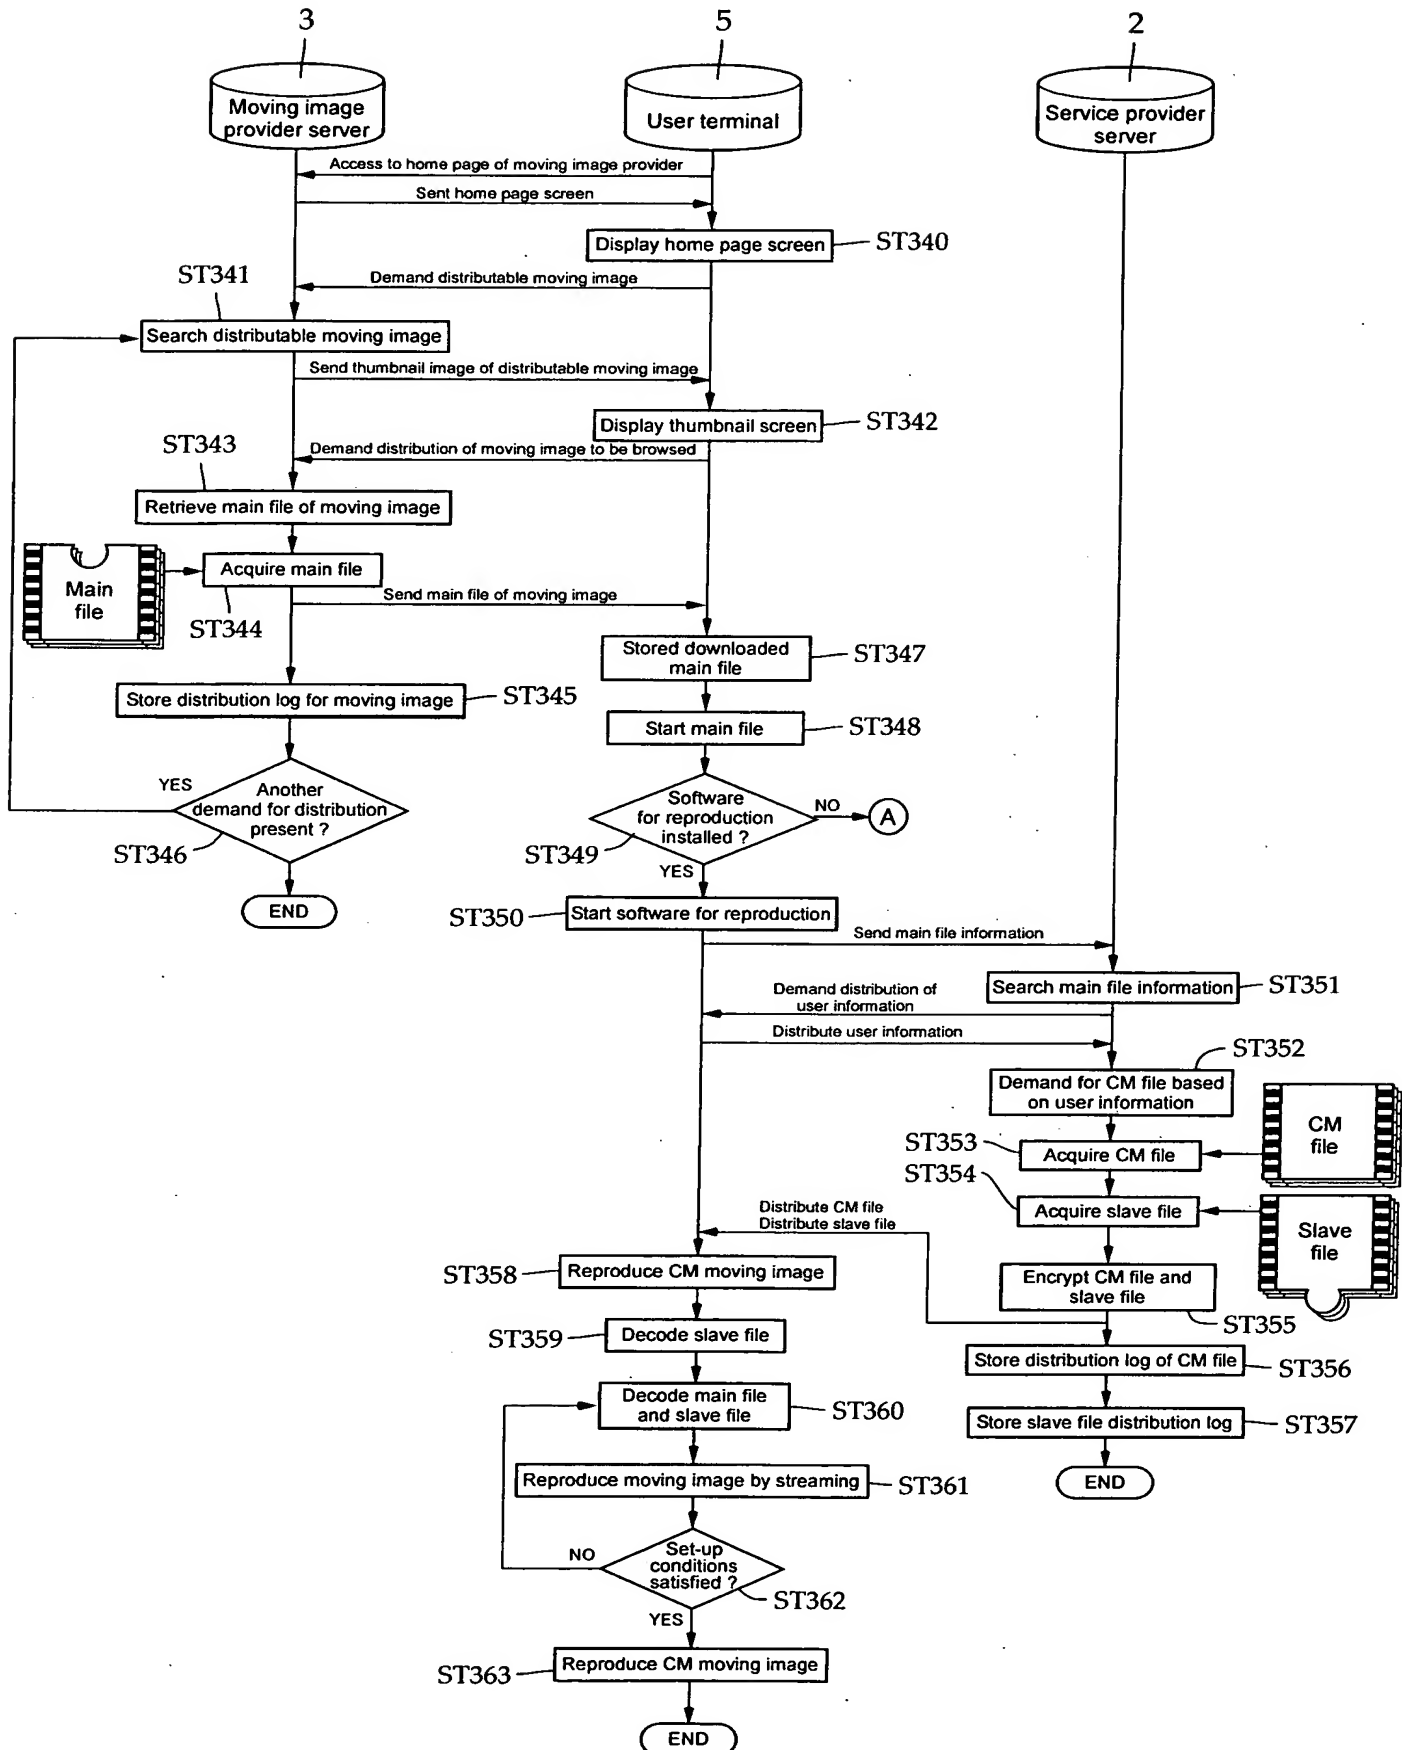 3
5
2
Moving image
provider server
User terminal
Service provider
server
Access to home page of moving image provider
Sent home page screen
Display home page screen
ST340
Demand distributable moving image
ST341
Search distributable moving image
Send thumbnail image of distributable moving image
Display thumbnail screen
ST342
Demand distribution of moving image to be browsed
ST343
Retrieve main file of moving image
Main
file
Acquire main file
ST344
Send main file of moving image
Stored downloaded
main file
ST347
Store distribution log for moving image
ST345
Start main file
ST348
YES
Another
demand for distribution
present ?
ST346
END
Software
for reproduction
installed ?
NO
A
ST349
YES
ST350
Start software for reproduction
Send main file information
Search main file information
ST351
Demand distribution of
user information
Distribute user information
ST352
Demand for CM file based
on user information
CM
file
ST353
Acquire CM file
ST354
Acquire slave file
Slave
file
Distribute CM file
Distribute slave file
ST358
Reproduce CM moving image
Encrypt CM file and
slave file
ST355
ST359
Decode slave file
Store distribution log of CM file
ST356
Decode main file
and slave file
ST360
Store slave file distribution log
ST357
END
Reproduce moving image by streaming
ST361
NO
Set-up
conditions
satisfied ?
ST362
YES
ST363
Reproduce CM moving image
END